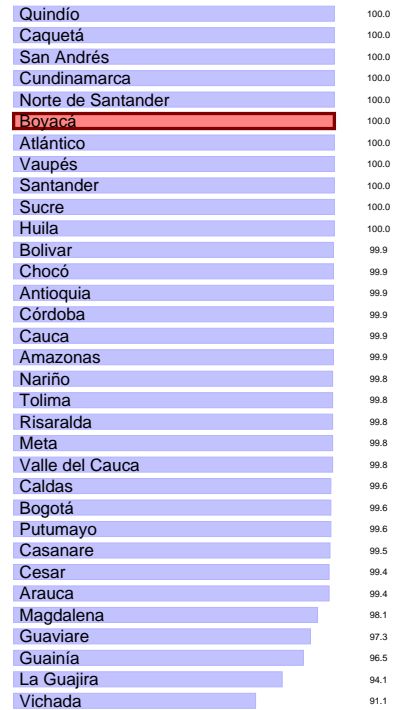 Quindío 100.0
Caquetá 100.0
San Andrés 100.0
Cundinamarca 100.0
Norte de Santander 100.0
Boyacá 100.0
Atlántico 100.0
Vaupés 100.0
Santander 100.0
Sucre 100.0
Huila 100.0
Bolivar 99.9
Chocó 99.9
Antioquia 99.9
Córdoba 99.9
Cauca 99.9
Amazonas 99.9
Nariño 99.8
Tolima 99.8
Risaralda 99.8
Meta 99.8
Valle del Cauca 99.8
Caldas 99.6
Bogotá 99.6
Putumayo 99.6
Casanare 99.5
Cesar 99.4
Arauca 99.4
Magdalena 98.1
Guaviare 97.3
Guainía 96.5
La Guajira 94.1
Vichada 91.1